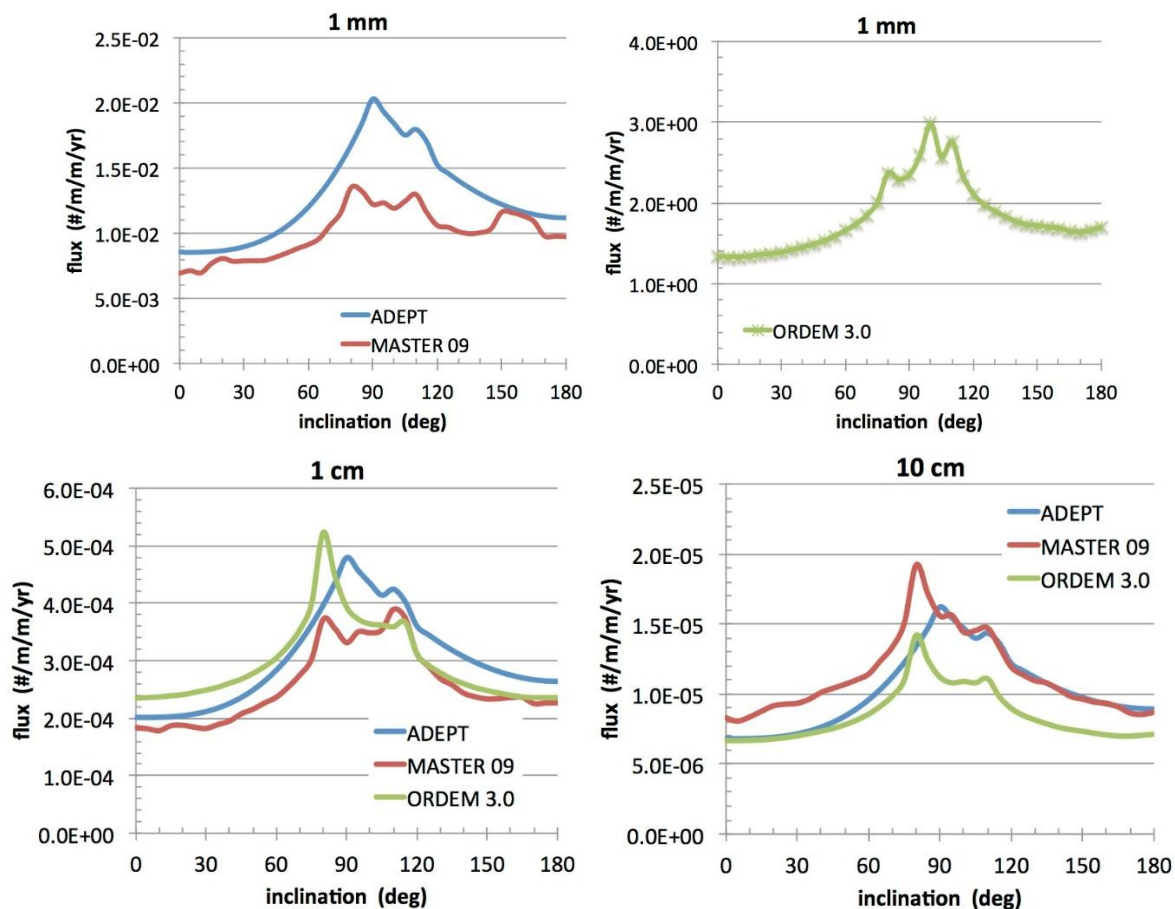 1 mm
2.5E-02
2.0E-02
1.5E-02
1.0E-02
5.0E-03
0.0E+00
flux (#/m/m/yr)
ADEPT
MASTER 09
0 30 60 90 120 150 180
inclination (deg)
1 mm
4.0E+00
3.0E+00
2.0E+00
1.0E+00
0.0E+00
flux (#/m/m/yr)
ORDEM 3.0
0 30 60 90 120 150 180
inclination (deg)
1 cm
6.0E-04
5.0E-04
4.0E-04
3.0E-04
2.0E-04
1.0E-04
0.0E+00
flux (#/m/m/yr)
ADEPT
MASTER 09
ORDEM 3.0
0 30 60 90 120 150 180
inclination (deg)
10 cm
2.5E-05
2.0E-05
1.5E-05
1.0E-05
5.0E-06
0.0E+00
flux (#/m/m/yr)
ADEPT
MASTER 09
ORDEM 3.0
0 30 60 90 120 150 180
inclination (deg)